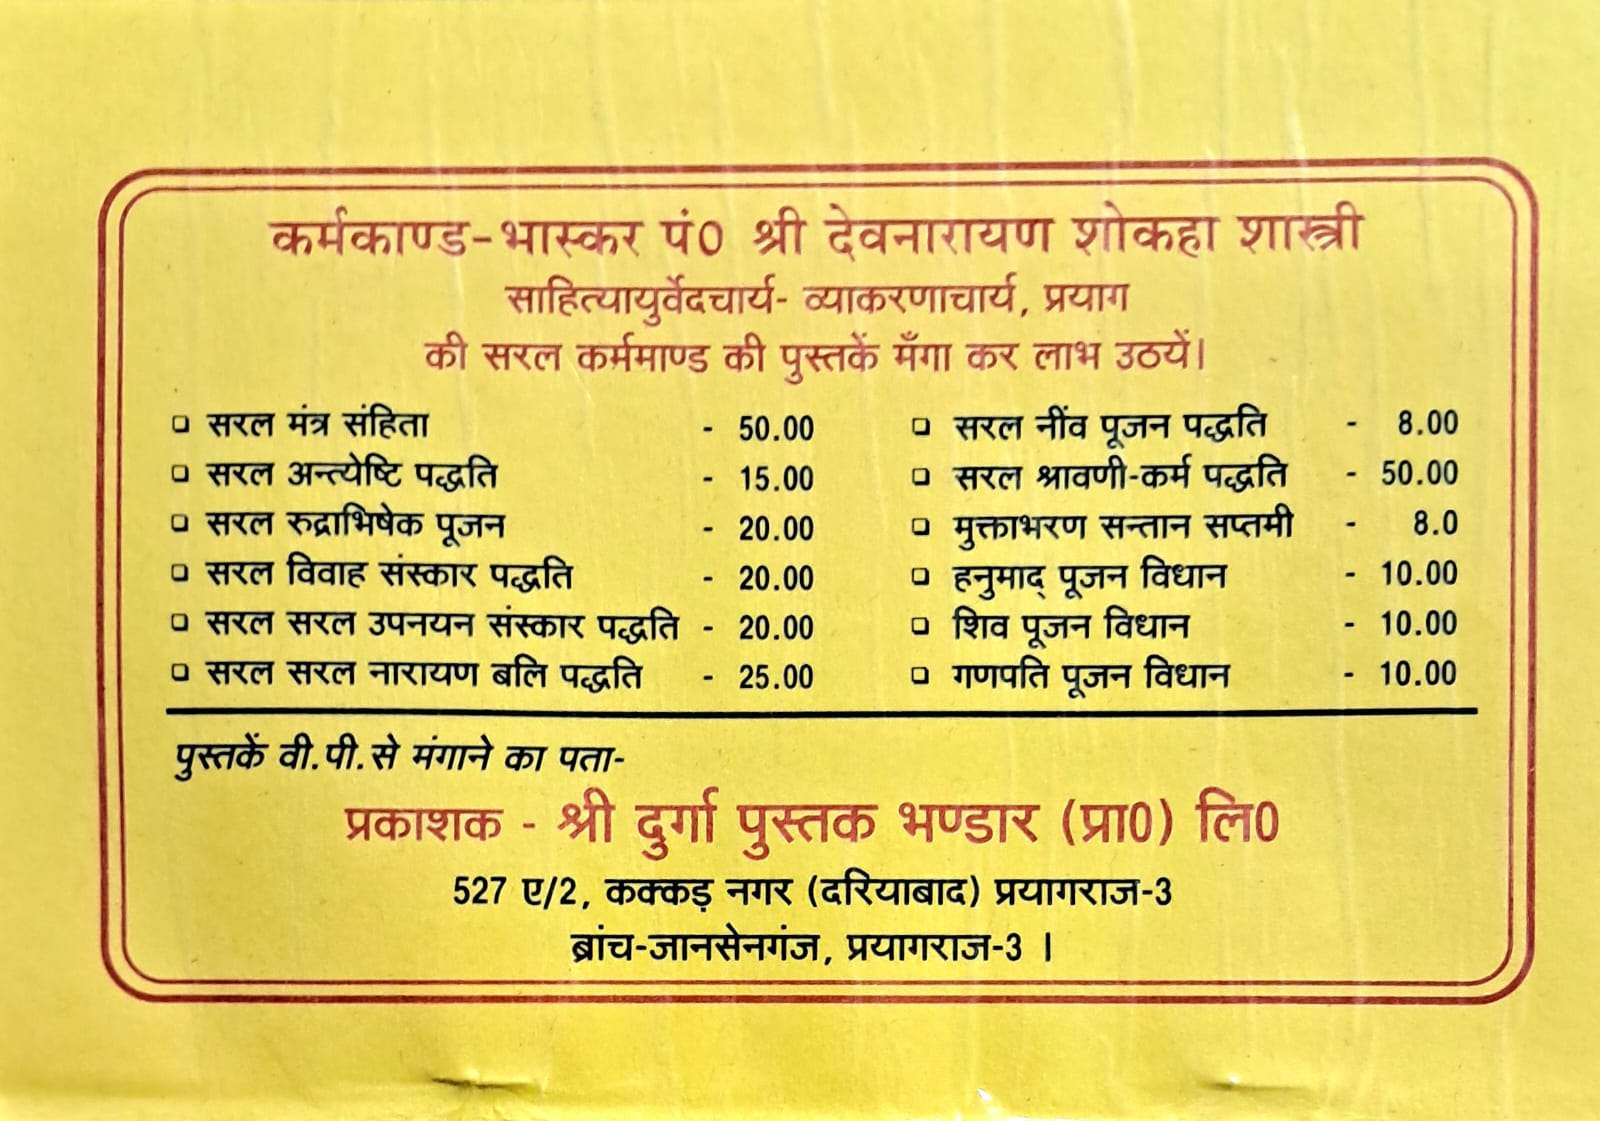 कर्मकाण्ड-भास्कर पं0 श्री देवनारायण शोकहा शास्त्री
साहित्यायुर्वेदचार्य- व्याकरणाचार्य, प्रयाग
की सरल कर्ममाण्ड की पुस्तकें मँगा कर लाभ उठयें।
❑ सरल मंत्र संहिता - 50.00
❑ सरल अन्त्येष्टि पद्धति - 15.00
❑ सरल रुद्राभिषेक पूजन - 20.00
❑ सरल विवाह संस्कार पद्धति - 20.00
❑ सरल सरल उपनयन संस्कार पद्धति - 20.00
❑ सरल सरल नारायण बलि पद्धति - 25.00
❑ सरल नींव पूजन पद्धति - 8.00
❑ सरल श्रावणी-कर्म पद्धति - 50.00
❑ मुक्ताभरण सन्तान सप्तमी - 8.0
❑ हनुमाद् पूजन विधान - 10.00
❑ शिव पूजन विधान - 10.00
❑ गणपति पूजन विधान - 10.00
पुस्तकें वी.पी.से मंगाने का पता-
प्रकाशक - श्री दुर्गा पुस्तक भण्डार (प्रा0) लि0
527 ए/2, कक्कड़ नगर (दरियाबाद) प्रयागराज-3
ब्रांच-जानसेनगंज, प्रयागराज-3 ।